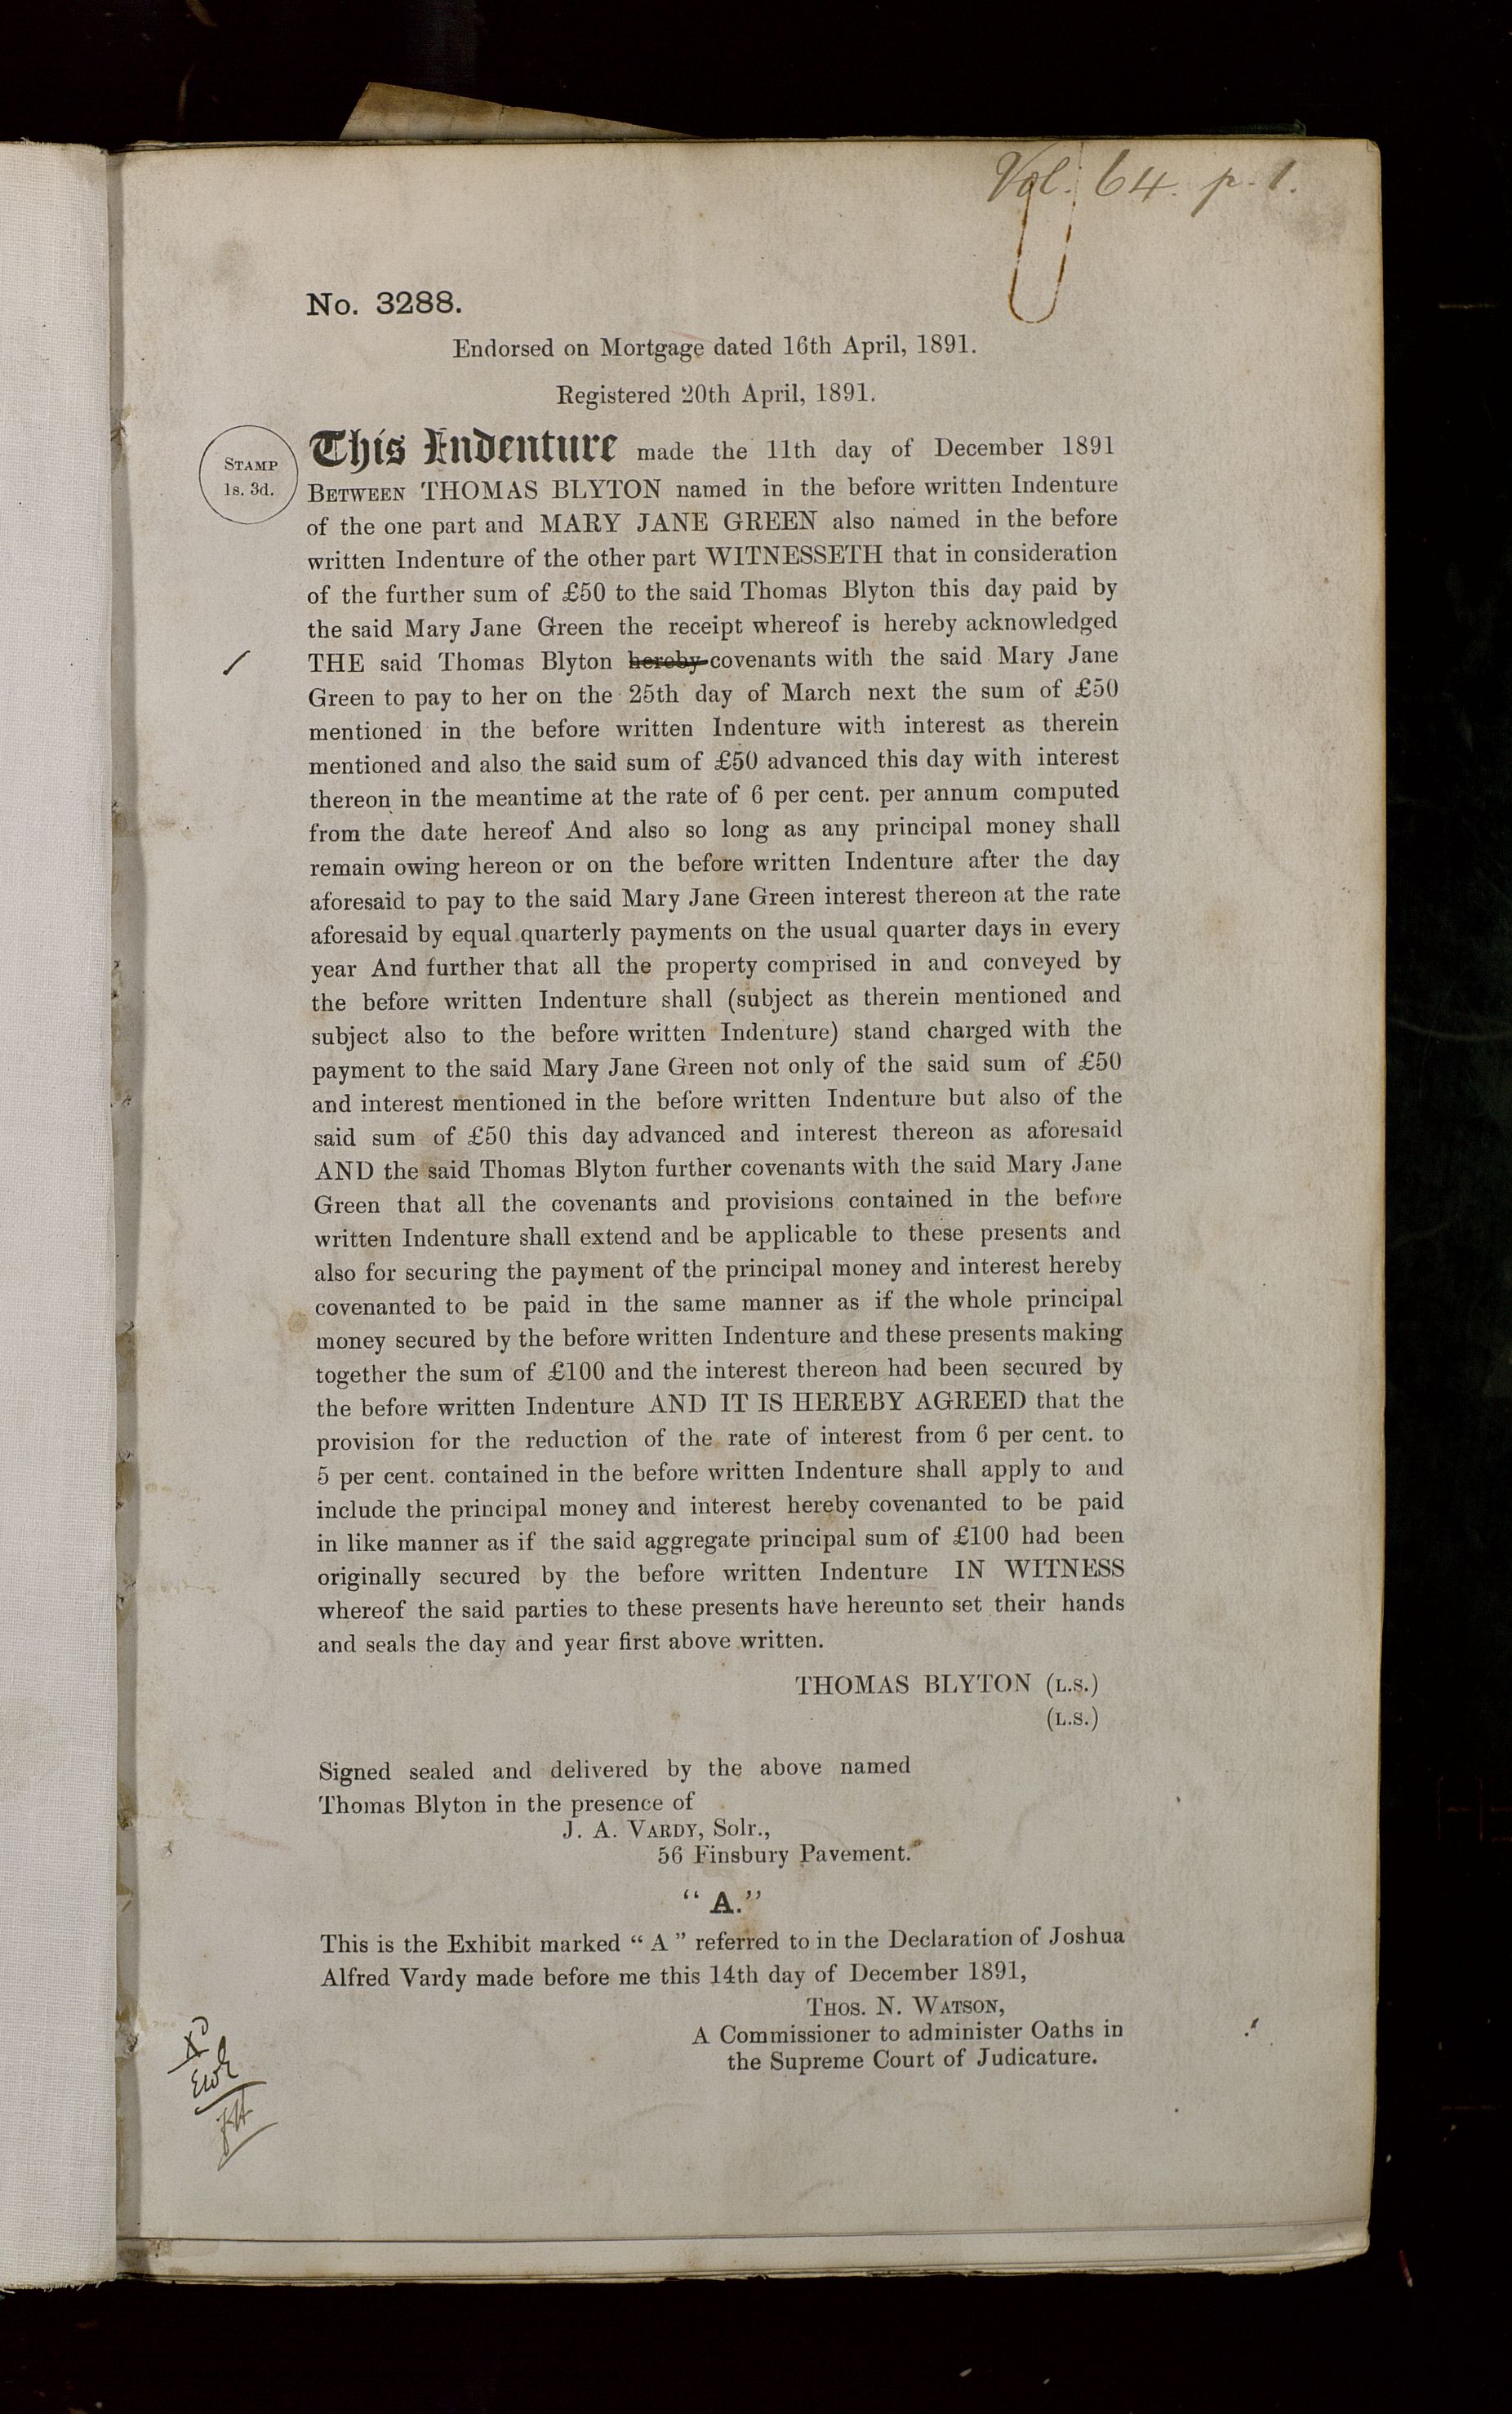 Vol. 64. p. 1.
No. 3288.
Endorsed on Mortgage dated 16th April, 1891.
Registered 20th April, 1891.
STAMP
1s. 3d.
This Indenture made the 11th day of December 1891
BETWEEN THOMAS BLYTON named in the before written Indenture
of the one part and MARY JANE GREEN also named in the before
written Indenture of the other part WITNESSETH that in consideration
of the further sum of £50 to the said Thomas Blyton this day paid by
the said Mary Jane Green the receipt whereof is hereby acknowledged
THE said Thomas Blyton hereby covenants with the said Mary Jane
Green to pay to her on the 25th day of March next the sum of £50
mentioned in the before written Indenture with interest as therein
mentioned and also the said sum of £50 advanced this day with interest
thereon in the meantime at the rate of 6 per cent. per annum computed
from the date hereof And also so long as any principal money shall
remain owing hereon or on the before written Indenture after the day
aforesaid to pay to the said Mary Jane Green interest thereon at the rate
aforesaid by equal quarterly payments on the usual quarter days in every
year And further that all the property comprised in and conveyed by
the before written Indenture shall (subject as therein mentioned and
subject also to the before written Indenture) stand charged with the
payment to the said Mary Jane Green not only of the said sum of £50
and interest mentioned in the before written Indenture but also of the
said sum of £50 this day advanced and interest thereon as aforesaid
AND the said Thomas Blyton further covenants with the said Mary Jane
Green that all the covenants and provisions contained in the before
written Indenture shall extend and be applicable to these presents and
also for securing the payment of the principal money and interest hereby
covenanted to be paid in the same manner as if the whole principal
money secured by the before written Indenture and these presents making
together the sum of £100 and the interest thereon had been secured by
the before written Indenture AND IT IS HEREBY AGREED that the
provision for the reduction of the rate of interest from 6 per cent. to
5 per cent. contained in the before written Indenture shall apply to and
include the principal money and interest hereby covenanted to be paid
in like manner as if the said aggregate principal sum of £100 had been
originally secured by the before written Indenture IN WITNESS
whereof the said parties to these presents have hereunto set their hands
and seals the day and year first above written.
THOMAS BLYTON (L.S.)
(L.S.)
Signed sealed and delivered by the above named
Thomas Blyton in the presence of
J. A. VARDY, Solr.,
56 Finsbury Pavement.
"A."
This is the Exhibit marked "A" referred to in the Declaration of Joshua
Alfred Vardy made before me this 14th day of December 1891,
THOS. N. WATSON,
A Commissioner to administer Oaths in
the Supreme Court of Judicature.